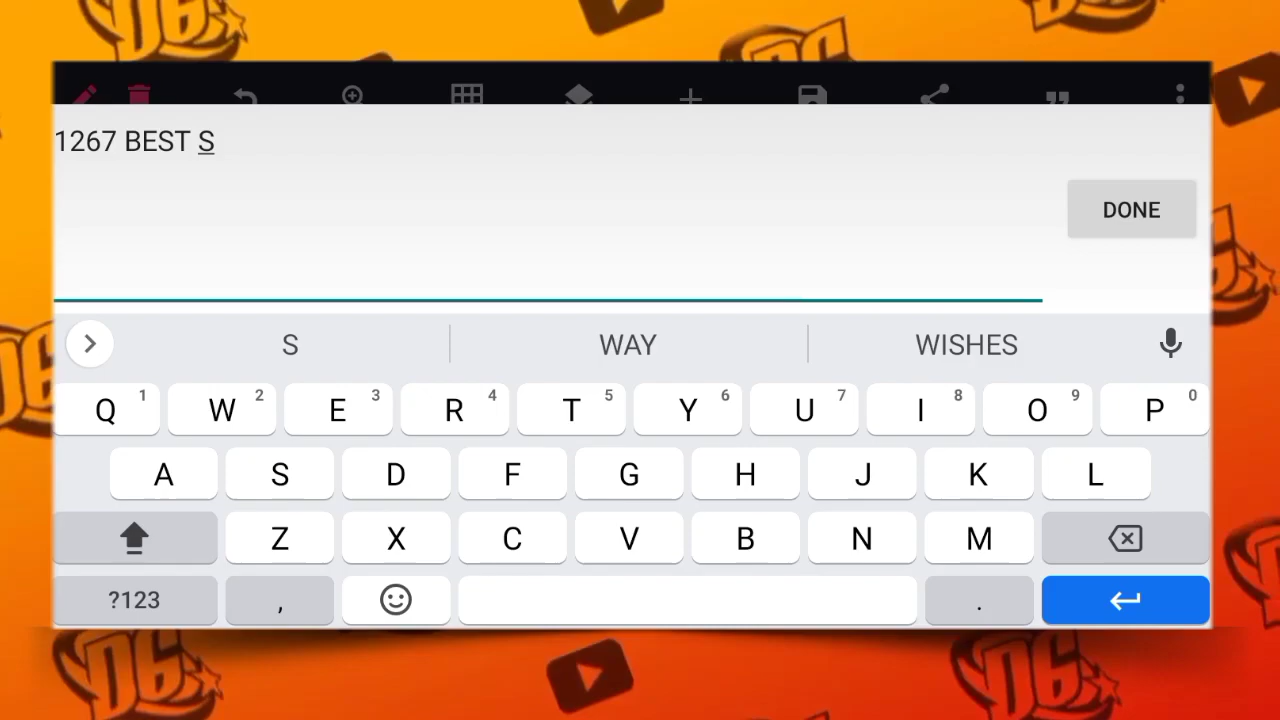 1267 BEST S
DONE
S WAY WISHES
Q 1 W 2 E 3 R 4 T 5 Y 6 U 7 I 8 O 9 P 0
A S D F G H J K L
Z X C V B N M
?123 , .